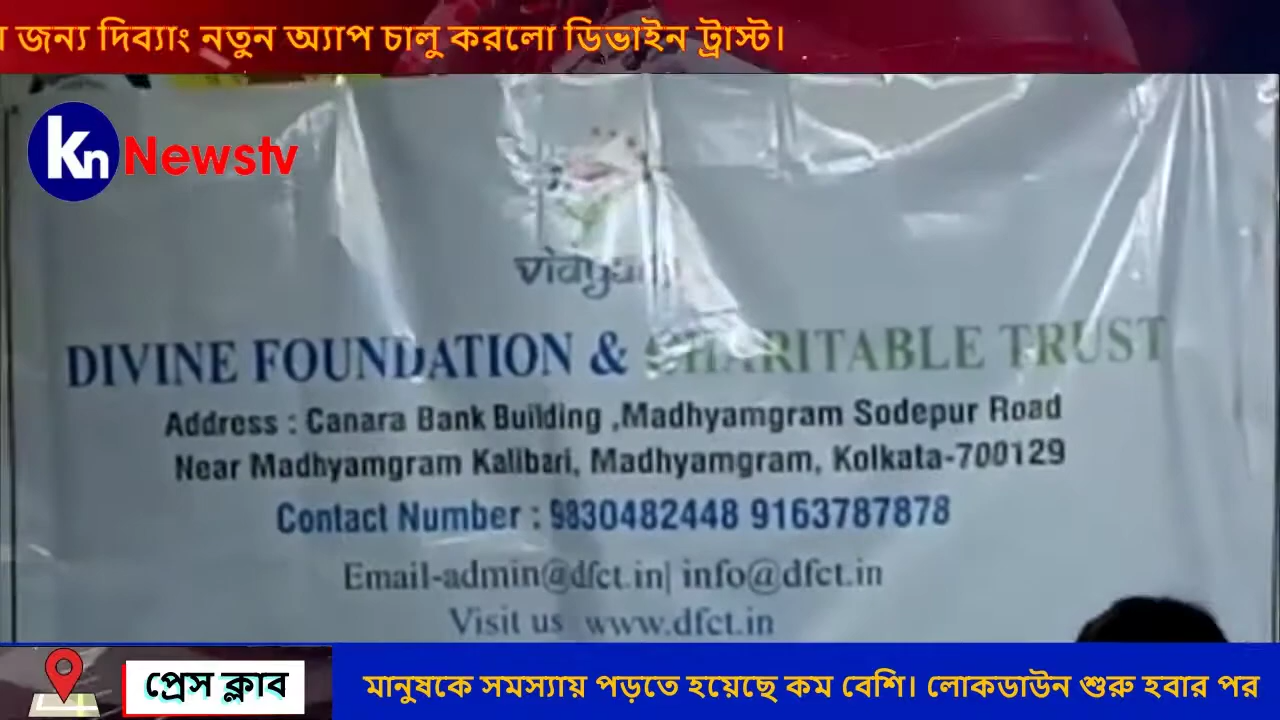 জন্য দিব্যাং নতুন অ্যাপ চালু করলো ডিভাইন ট্রাস্ট।
Kn Newstv
DIVINE FOUNDATION & CHARITABLE TRUST
Address : Canara Bank Building ,Madhyamgram Sodepur Road
Near Madhyamgram Kalibari, Madhyamgram, Kolkata-700129
Contact Number : 9830482448 9163787878
Email-admin@dfct.in| info@dfct.in
Visit us www.dfct.in
প্রেস ক্লাব
মানুষকে সমস্যায় পড়তে হয়েছে কম বেশি। লোকডাউন শুরু হবার পর